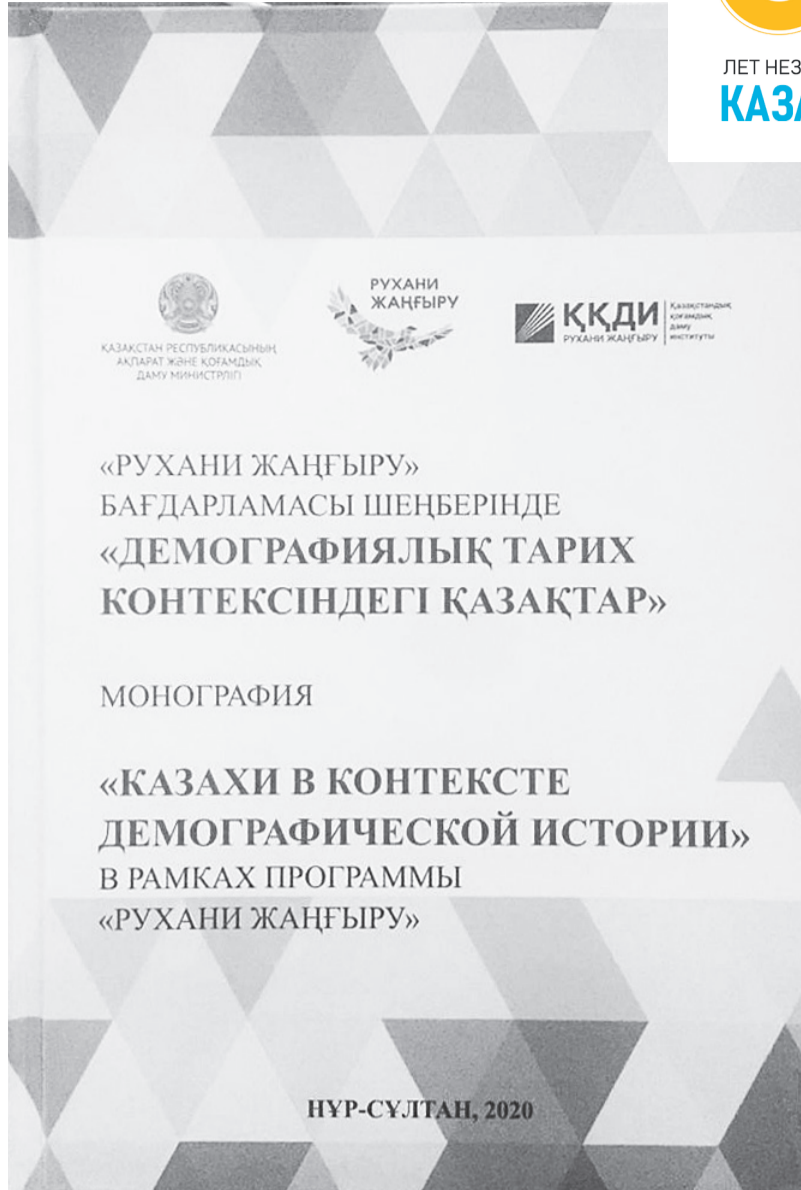 ЛЕТ НЕЗ
КАЗА
ҚАЗАҚСТАН РЕСПУБЛИКАСЫНЫҢ
АҚПАРАТ ЖӘНЕ ҚОҒАМДЫҚ
ДАМУ МИНИСТРЛІГІ
РУХАНИ
ЖАҢҒЫРУ
ҚҚДИ
РУХАНИ ЖАҢҒЫРУ
Қазақстандық
қоғамдық
даму
институты
«РУХАНИ ЖАҢҒЫРУ»
БАҒДАРЛАМАСЫ ШЕҢБЕРІНДЕ
«ДЕМОГРАФИЯЛЫҚ ТАРИХ
КОНТЕКСІНДЕГІ ҚАЗАҚТАР»
МОНОГРАФИЯ
«КАЗАХИ В КОНТЕКСТЕ
ДЕМОГРАФИЧЕСКОЙ ИСТОРИИ»
В РАМКАХ ПРОГРАММЫ
«РУХАНИ ЖАҢҒЫРУ»
НҰР-СҰЛТАН, 2020